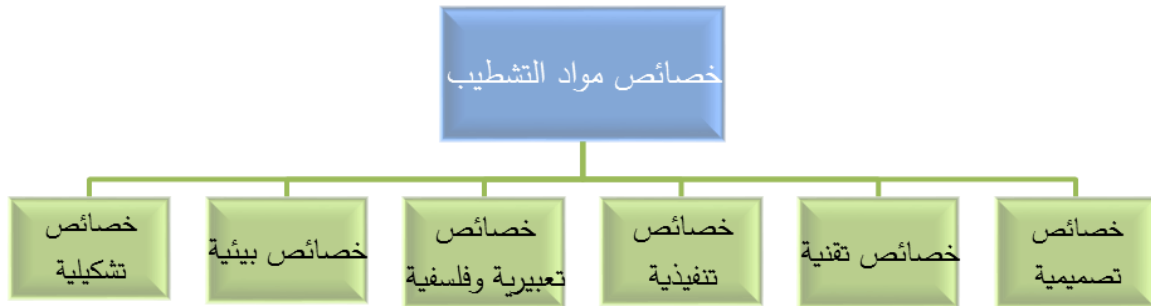 خصائص مواد التشطيب
خصائص
تصميمية
خصائص تقنية
خصائص
تنفيذية
خصائص
تعبيرية وفلسفية
خصائص بيئية
خصائص
تشكيلية